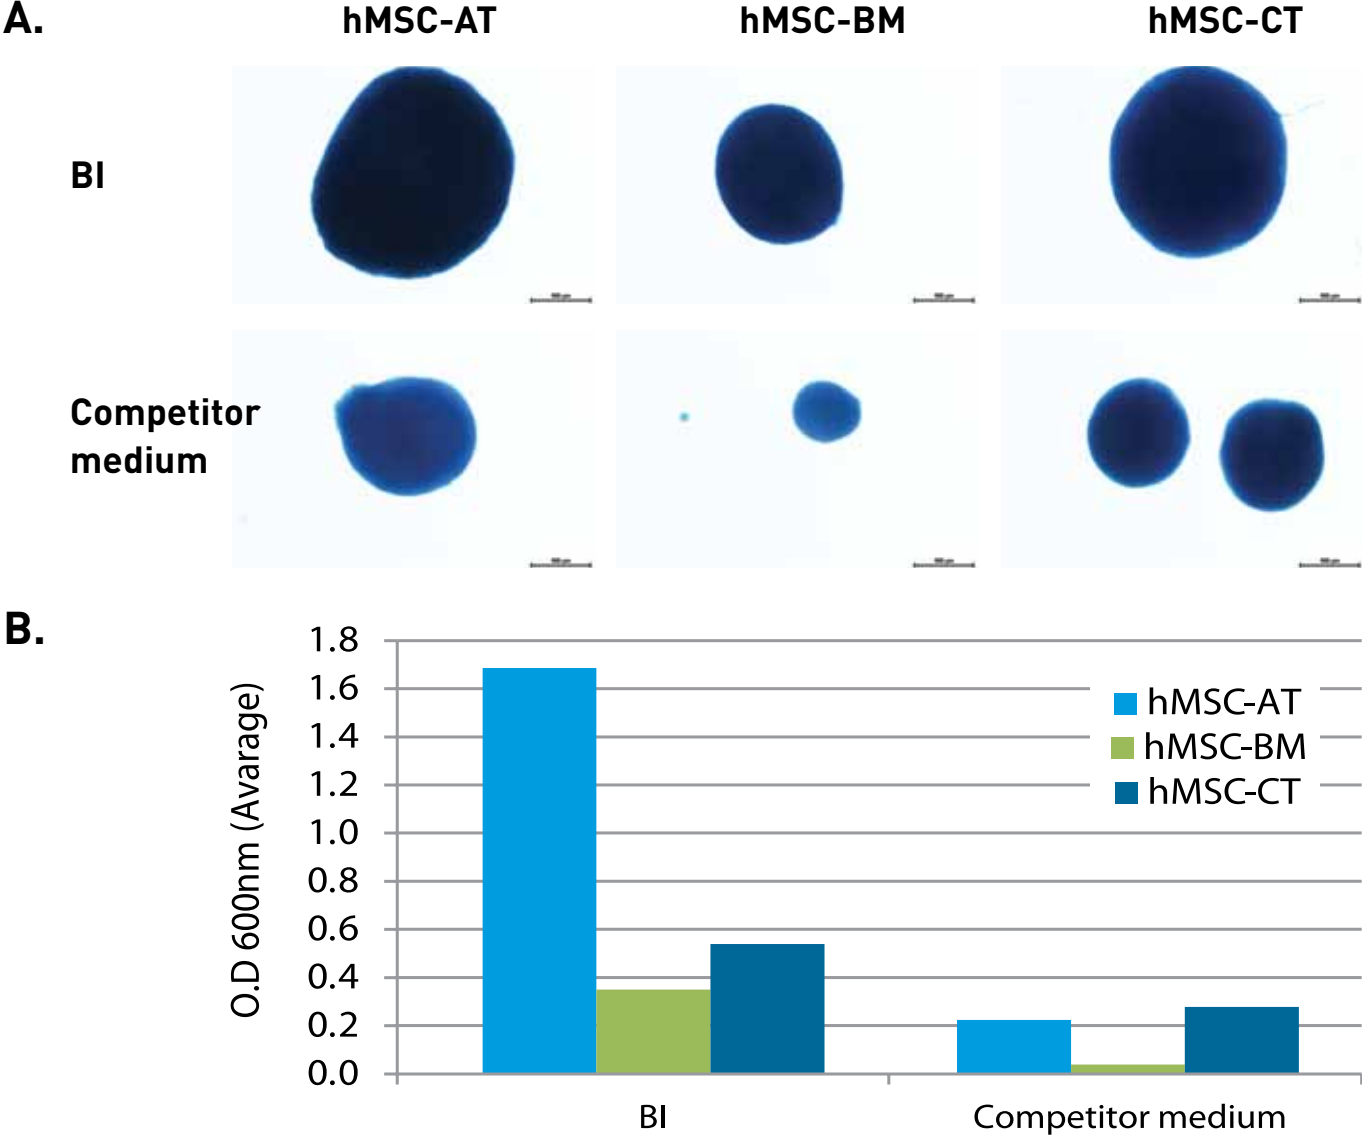 A.
hMSC-AT hMSC-BM hMSC-CT
BI
Competitor
medium
B.
1.8
1.6
1.4
1.2
1.0
0.8
0.6
0.4
0.2
0.0
O.D 600nm (Avarage)
hMSC-AT
hMSC-BM
hMSC-CT
BI Competitor medium